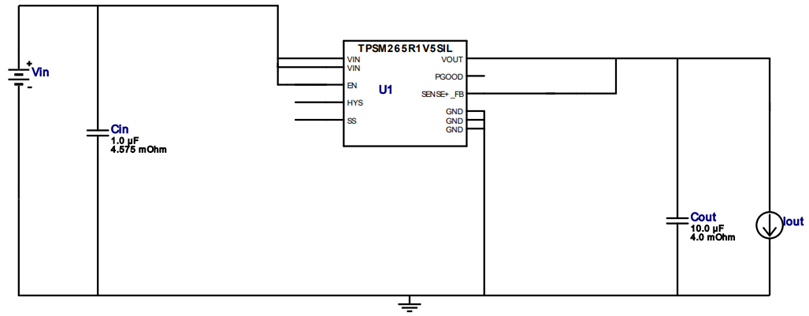 TPSM265R1V5SIL
VIN
VIN
EN
HYS
SS
U1
VOUT
PGOOD
SENSE+_FB
GND
GND
GND
+
Vin
-
Cin
1.0 µF
4.575 mOhm
Cout
10.0 µF
4.0 mOhm
Iout